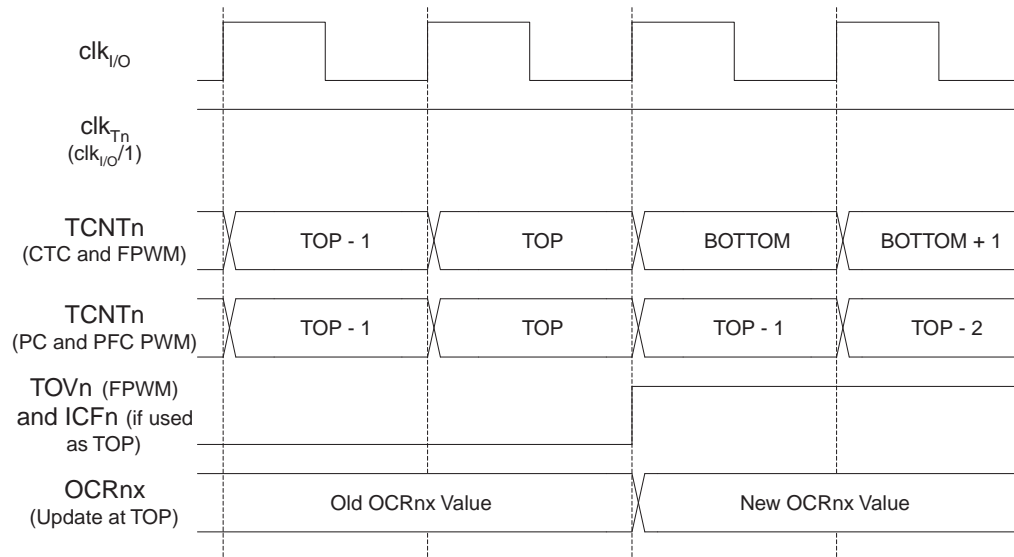 clkI/O
clkTn
(clkI/O/1)
TCNTn
(CTC and FPWM)
TOP - 1
TOP
BOTTOM
BOTTOM + 1
TCNTn
(PC and PFC PWM)
TOP - 1
TOP
TOP - 1
TOP - 2
TOVn (FPWM)
and ICFn (if used
as TOP)
OCRnx
(Update at TOP)
Old OCRnx Value
New OCRnx Value